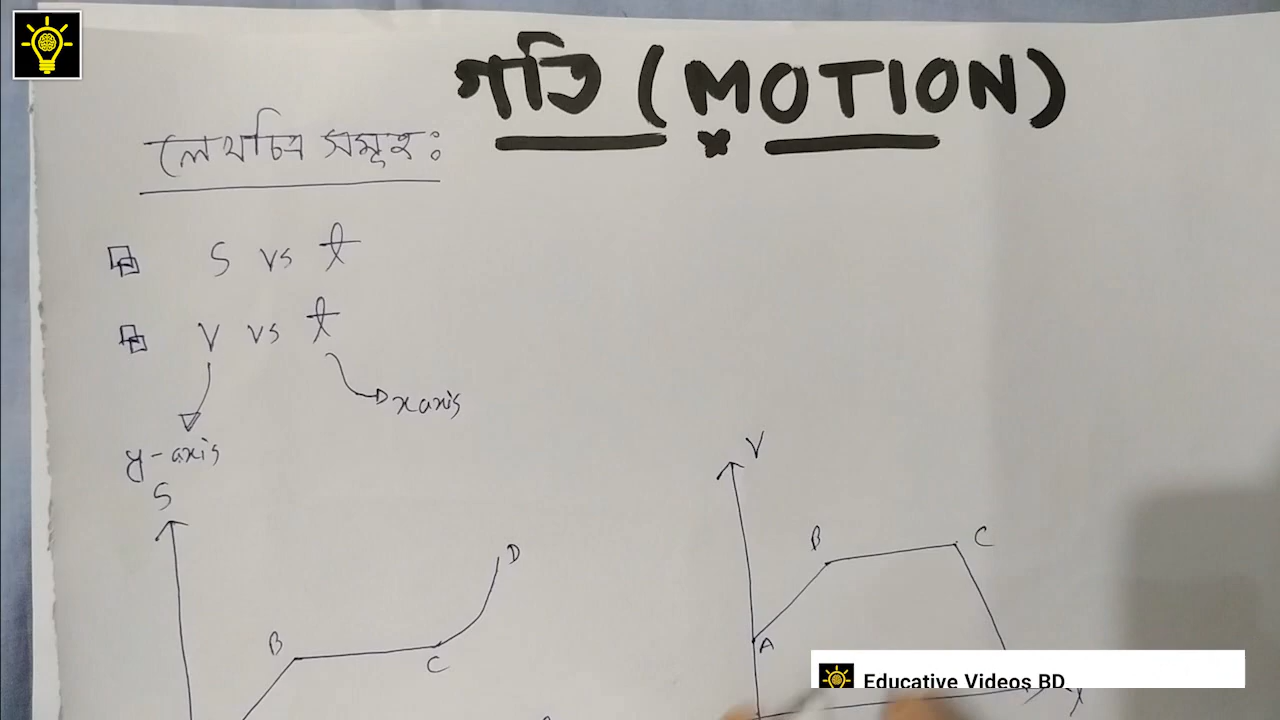 গতি (MOTION)
লেখচিত্র সমূহ:
S vs t
V vs t
x axis
y-axis
S
V
B
C
D
B
C
A
Educative Videos BD